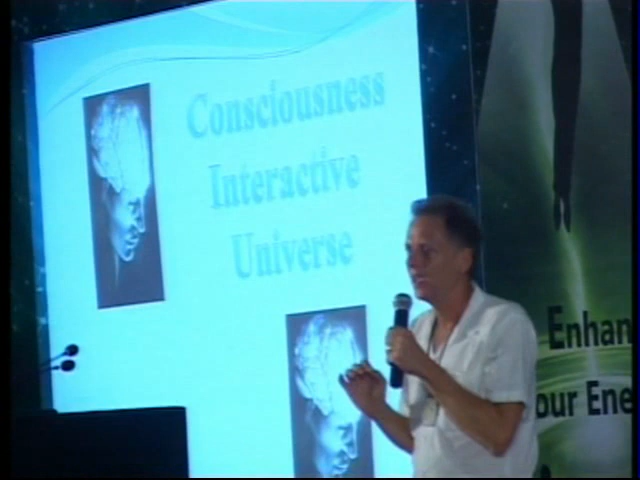 Consciousness
Interactive
Universe
Enhan
our Ene